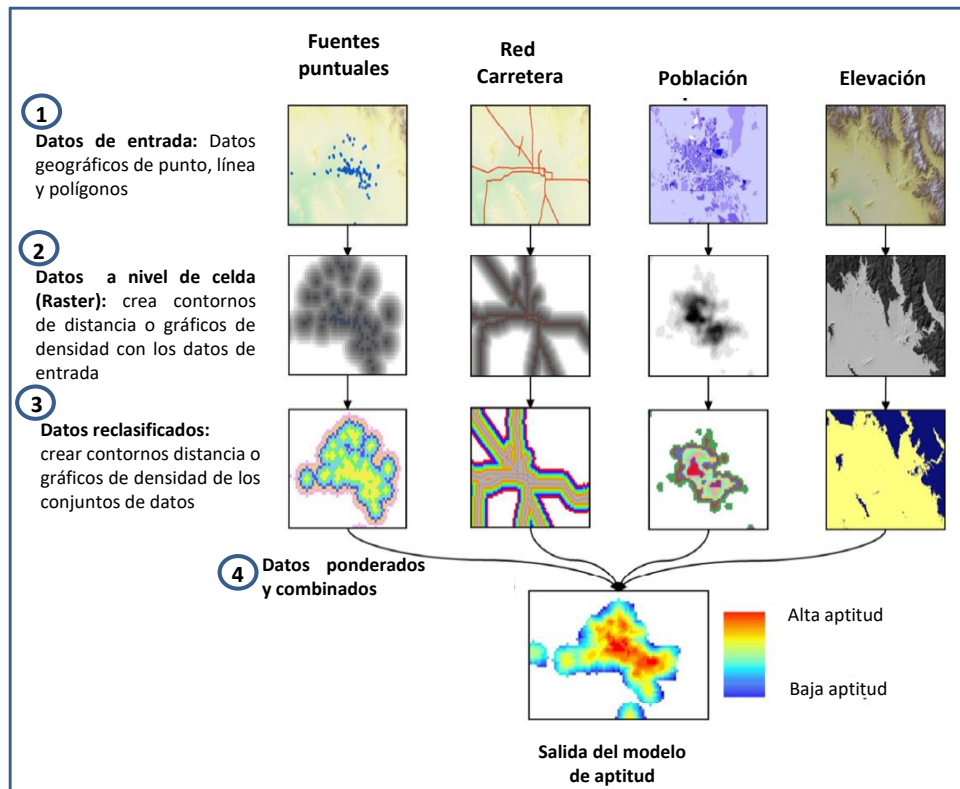 Fuentes
puntuales
Red
Carretera
Población
Elevación
1
Datos de entrada: Datos
geográficos de punto, línea
y polígonos
2
Datos a nivel de celda
(Raster): crea contornos
de distancia o gráficos de
densidad con los datos de
entrada
3
Datos reclasificados:
crear contornos distancia o
gráficos de densidad de los
conjuntos de datos
4
Datos ponderados
y combinados
Alta aptitud
Baja aptitud
Salida del modelo
de aptitud